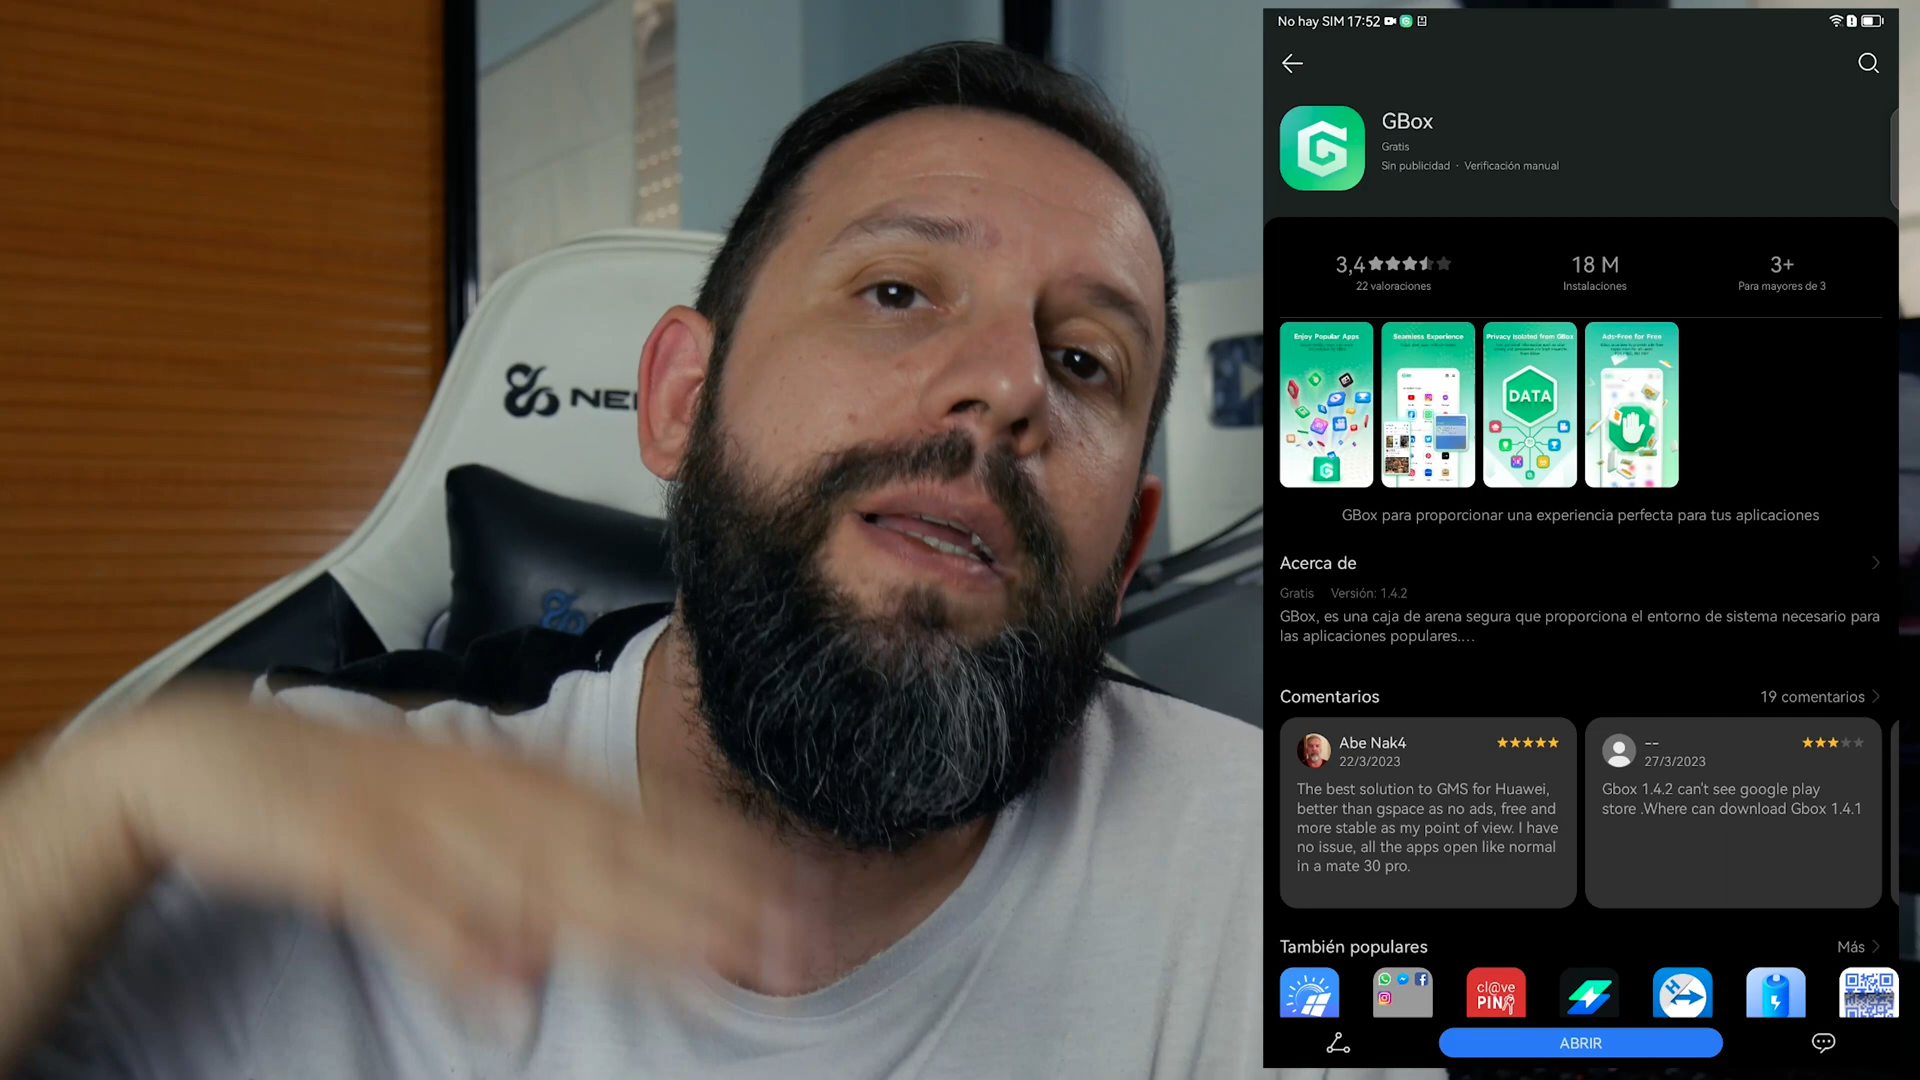 NE
No hay SIM 17:52
GBox
Gratis
Sin publicidad · Verificación manual
3,4
22 valoraciones
18 M
Instalaciones
3+
Para mayores de 3
Enjoy Popular Apps
Seamless Experience
Privacy Isolated from GBox
Ads-Free for Free
DATA
GBox para proporcionar una experiencia perfecta para tus aplicaciones
Acerca de
Gratis Versión: 1.4.2
GBox, es una caja de arena segura que proporciona el entorno de sistema necesario para
las aplicaciones populares....
Comentarios
19 comentarios
Abe Nak4
22/3/2023
The best solution to GMS for Huawei,
better than gspace as no ads, free and
more stable as my point of view. I have
no issue, all the apps open like normal
in a mate 30 pro.
--
27/3/2023
Gbox 1.4.2 can't see google play
store .Where can download Gbox 1.4.1
También populares
Más
cl@ve
PIN
H
ABRIR